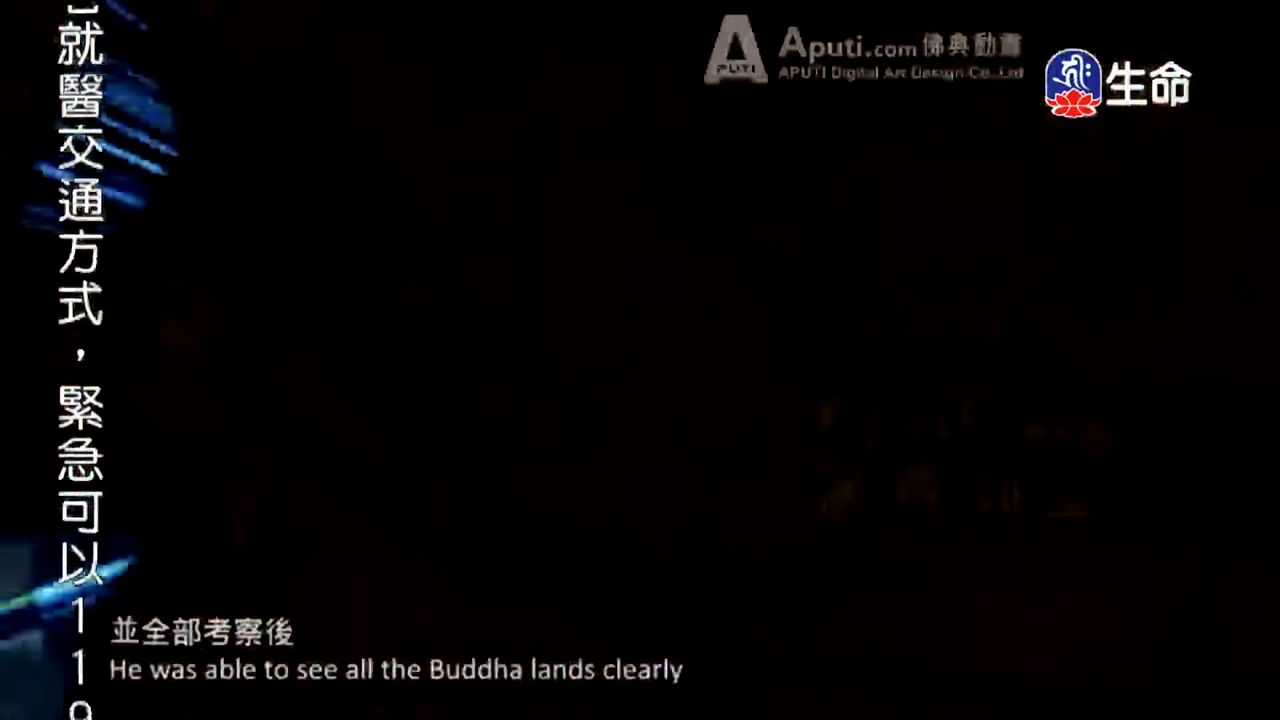 就醫交通方式，緊急可以119
APUTI
Aputi.com 佛典動畫
APUTI Digital Art Design Co., Ltd
生命
並全部考察後
He was able to see all the Buddha lands clearly